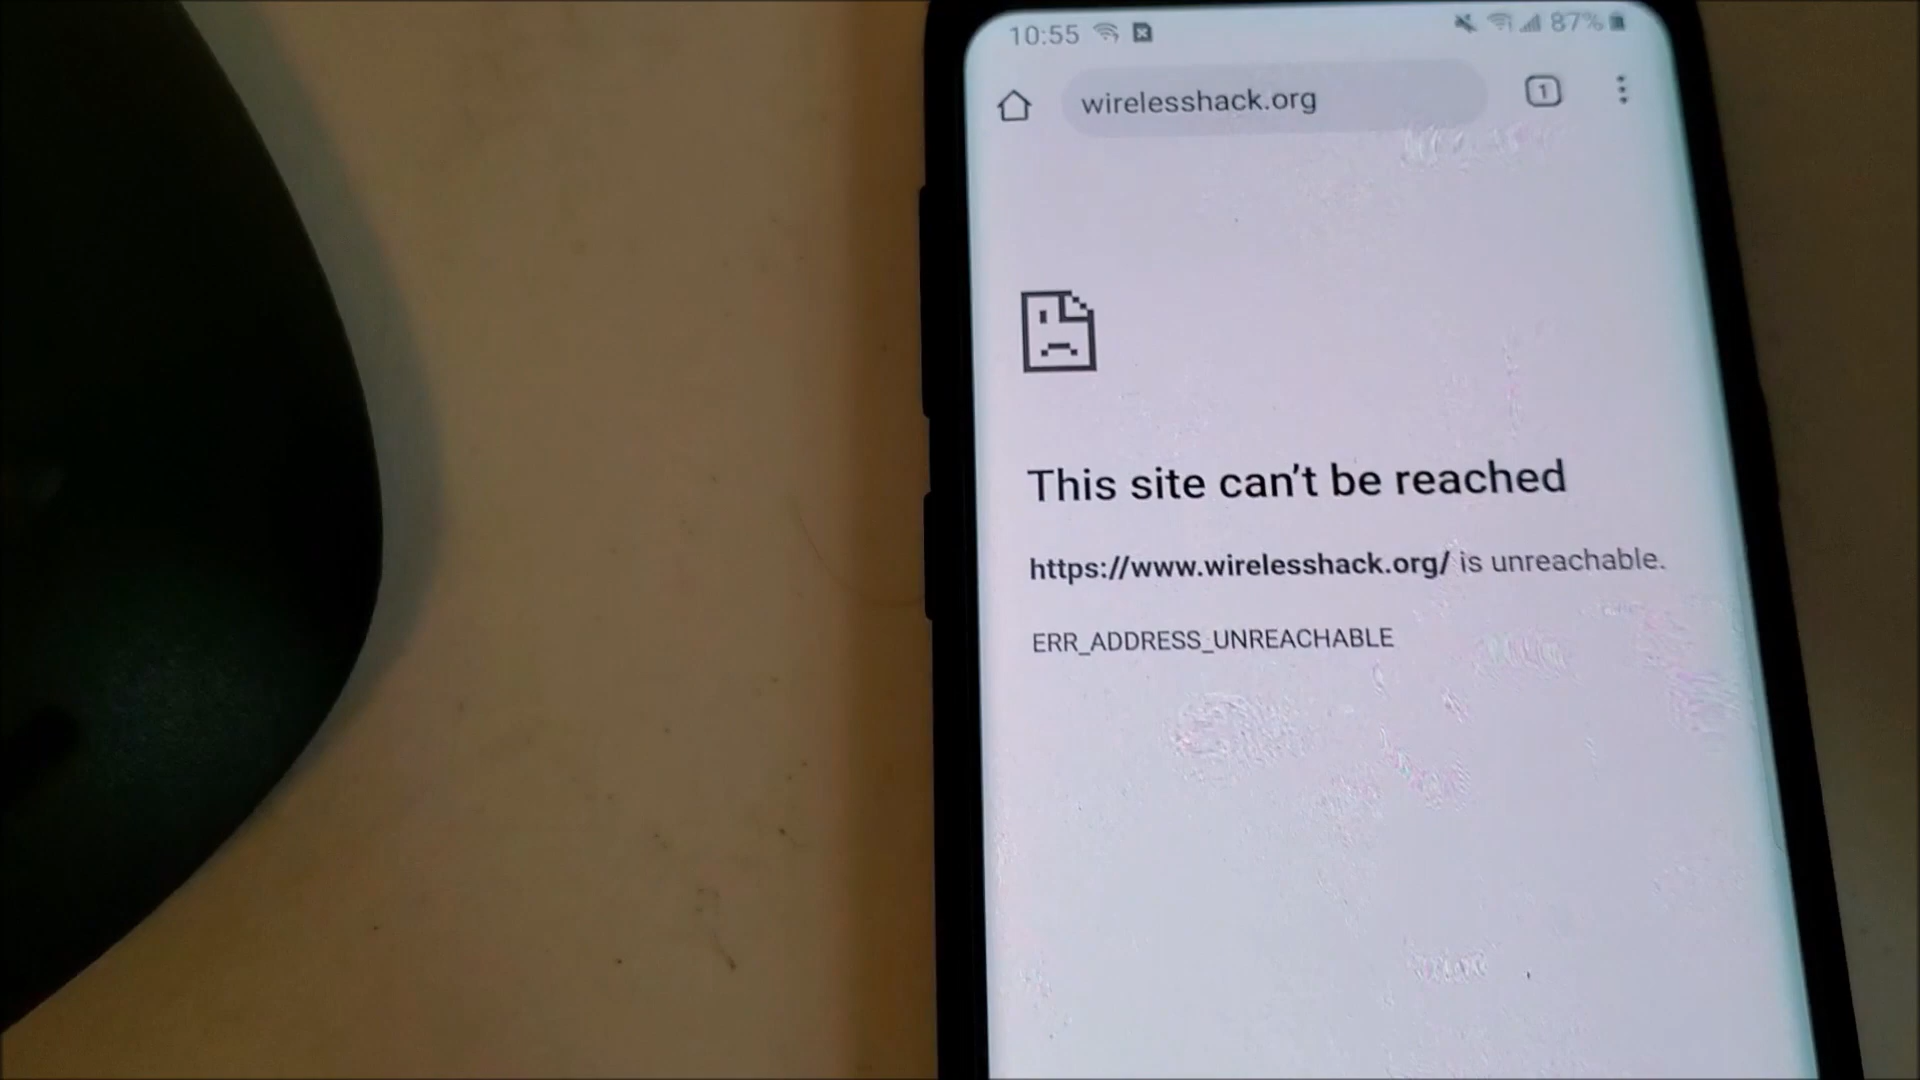 10:55 87%
wirelesshack.org 1
This site can't be reached
https://www.wirelesshack.org/ is unreachable.
ERR_ADDRESS_UNREACHABLE